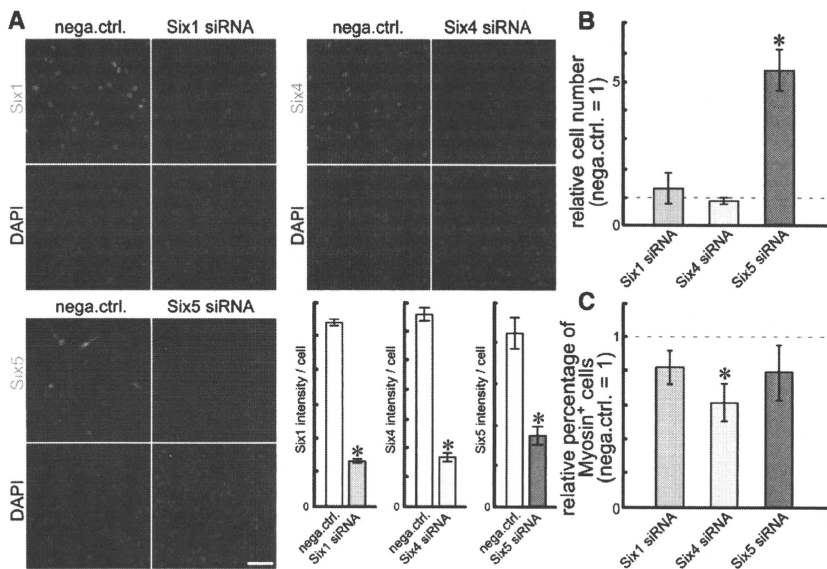 A
nega.ctrl. Six1 siRNA
nega.ctrl. Six4 siRNA
Six1
DAPI
Six4
DAPI
nega.ctrl. Six5 siRNA
Six5
DAPI
Six1 intensity / cell
0
nega.ctrl.
Six1 siRNA
*
Six4 intensity / cell
0
nega.ctrl.
Six4 siRNA
*
Six5 intensity / cell
0
nega.ctrl.
Six5 siRNA
*
B
relative cell number
(nega.ctrl. = 1)
5
1
0
*
Six1 siRNA
Six4 siRNA
Six5 siRNA
C
relative percentage of
Myosin+ cells
(nega.ctrl. = 1)
1
0
*
Six1 siRNA
Six4 siRNA
Six5 siRNA